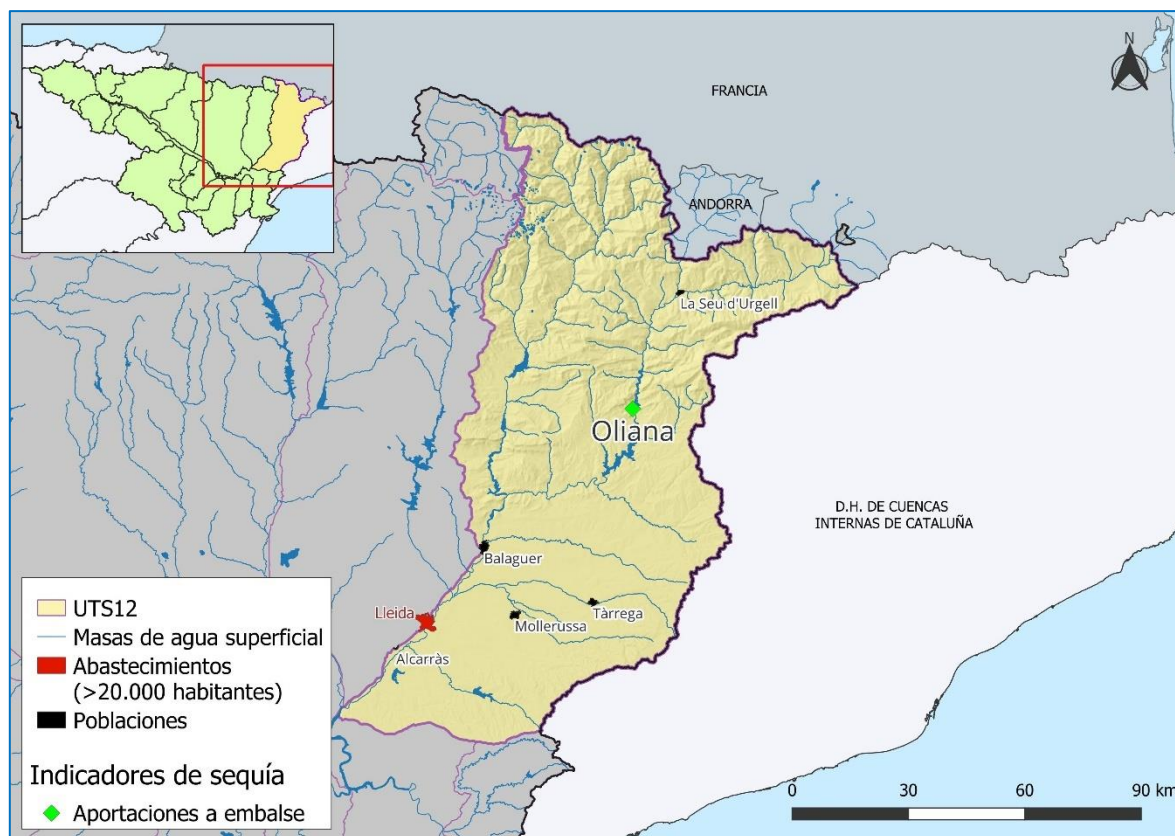 N
FRANCIA
ANDORRA
La Seu d'Urgell
Oliana
D.H. DE CUENCAS
INTERNAS DE CATALUÑA
Balaguer
Lleida
Tàrrega
Mollerussa
Alcarràs
UTS12
Masas de agua superficial
Abastecimientos
(>20.000 habitantes)
Poblaciones
Indicadores de sequía
Aportaciones a embalse
0 30 60 90 km